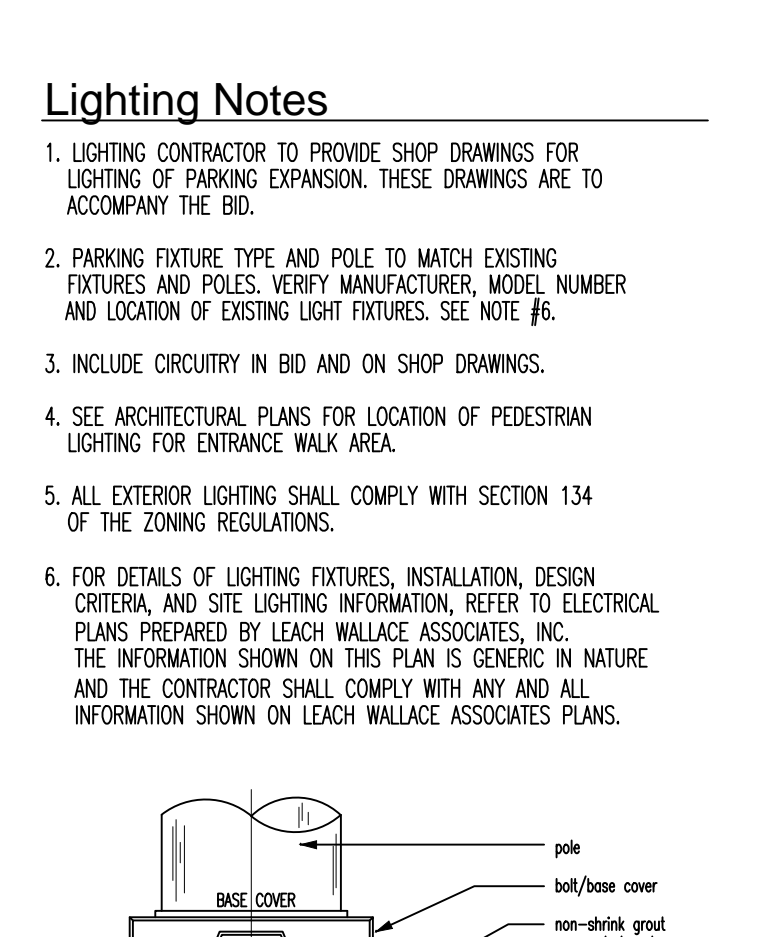 Lighting Notes
1. LIGHTING CONTRACTOR TO PROVIDE SHOP DRAWINGS FOR
LIGHTING OF PARKING EXPANSION. THESE DRAWINGS ARE TO
ACCOMPANY THE BID.
2. PARKING FIXTURE TYPE AND POLE TO MATCH EXISTING
FIXTURES AND POLES. VERIFY MANUFACTURER, MODEL NUMBER
AND LOCATION OF EXISTING LIGHT FIXTURES. SEE NOTE #6.
3. INCLUDE CIRCUITRY IN BID AND ON SHOP DRAWINGS.
4. SEE ARCHITECTURAL PLANS FOR LOCATION OF PEDESTRIAN
LIGHTING FOR ENTRANCE WALK AREA.
5. ALL EXTERIOR LIGHTING SHALL COMPLY WITH SECTION 134
OF THE ZONING REGULATIONS.
6. FOR DETAILS OF LIGHTING FIXTURES, INSTALLATION, DESIGN
CRITERIA, AND SITE LIGHTING INFORMATION, REFER TO ELECTRICAL
PLANS PREPARED BY LEACH WALLACE ASSOCIATES, INC.
THE INFORMATION SHOWN ON THIS PLAN IS GENERIC IN NATURE
AND THE CONTRACTOR SHALL COMPLY WITH ANY AND ALL
INFORMATION SHOWN ON LEACH WALLACE ASSOCIATES PLANS.
pole
bolt/base cover
BASE COVER
non-shrink grout